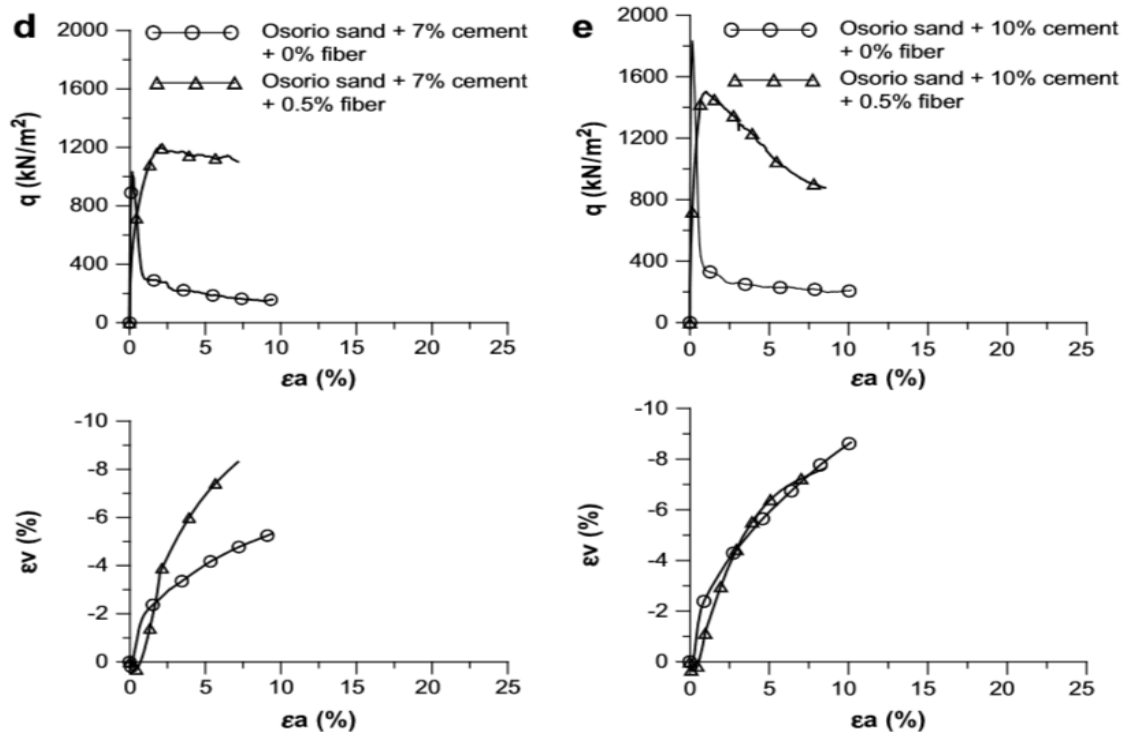 d
2000
1600
1200
800
400
0
q (kN/m²)
Osorio sand + 7% cement
+ 0% fiber
Osorio sand + 7% cement
+ 0.5% fiber
0 5 10 15 20 25
εa (%)
e
2000
1600
1200
800
400
0
q (kN/m²)
Osorio sand + 10% cement
+ 0% fiber
Osorio sand + 10% cement
+ 0.5% fiber
0 5 10 15 20 25
εa (%)
-10
-8
-6
-4
-2
0
εv (%)
0 5 10 15 20 25
εa (%)
-10
-8
-6
-4
-2
0
εv (%)
0 5 10 15 20 25
εa (%)